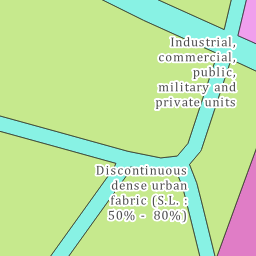 Industrial,
commercial,
public,
military and
private units
Discontinuous
dense urban
fabric (S.L. :
50% -  80%)